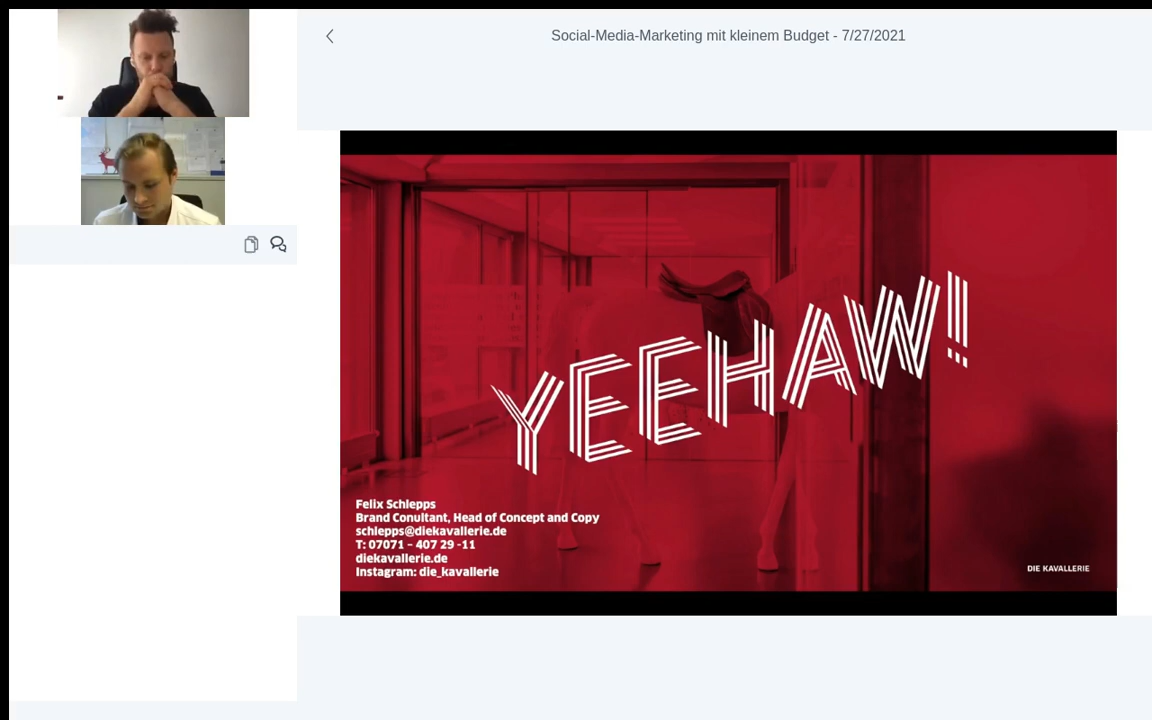 Social-Media-Marketing mit kleinem Budget - 7/27/2021
YEEHAW!
Felix Schlepps
Brand Conultant, Head of Concept and Copy
schlepps@diekavallerie.de
T: 07071 – 407 29 -11
diekavallerie.de
Instagram: die_kavallerie
DIE KAVALLERIE